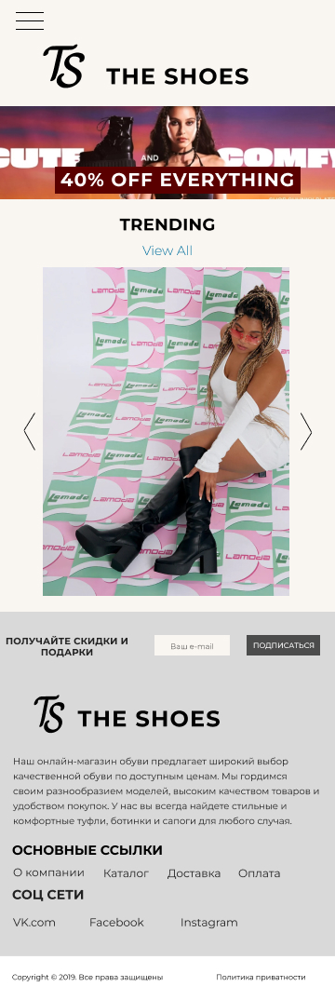 TS THE SHOES
CUTE AND COMFY
40% OFF EVERYTHING
TRENDING
View All
Lamoda
ПОЛУЧАЙТЕ СКИДКИ И
ПОДАРКИ
Ваш e-mail
ПОДПИСАТЬСЯ
TS THE SHOES
Наш онлайн-магазин обуви предлагает широкий выбор
качественной обуви по доступным ценам. Мы гордимся
своим разнообразием моделей, высоким качеством товаров и
удобством покупок. У нас вы всегда найдете стильные и
комфортные туфли, ботинки и сапоги для любого случая.
ОСНОВНЫЕ ССЫЛКИ
О компании Каталог Доставка Оплата
СОЦ СЕТИ
VK.com Facebook Instagram
Copyright © 2019. Все права защищены Политика приватности